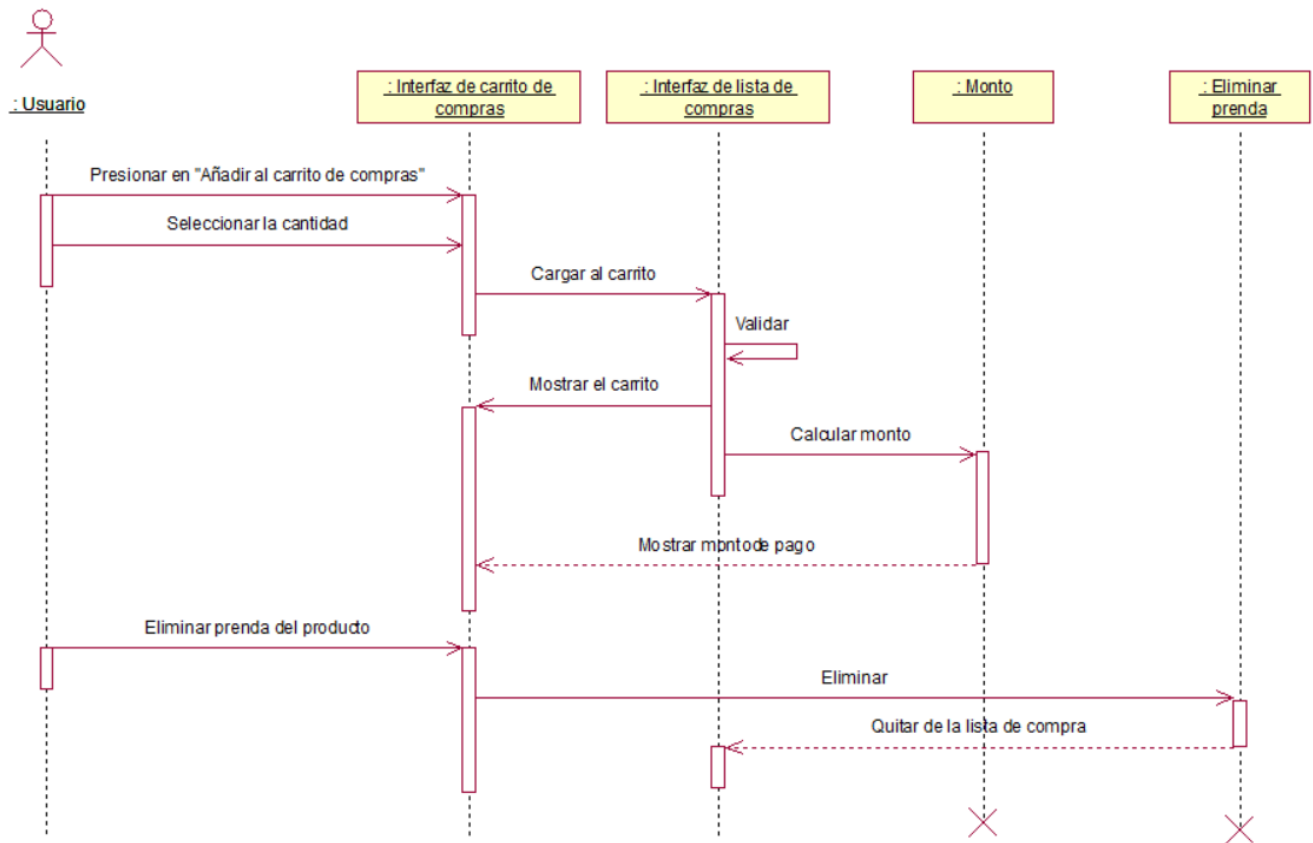 : Usuario
: Interfaz de carrito de
compras
: Interfaz de lista de
compras
: Monto
: Eliminar
prenda
Presionar en "Añadir al carrito de compras"
Seleccionar la cantidad
Cargar al carrito
Validar
Mostrar el carrito
Calcular monto
Mostrar monto de pago
Eliminar prenda del producto
Eliminar
Quitar de la lista de compra